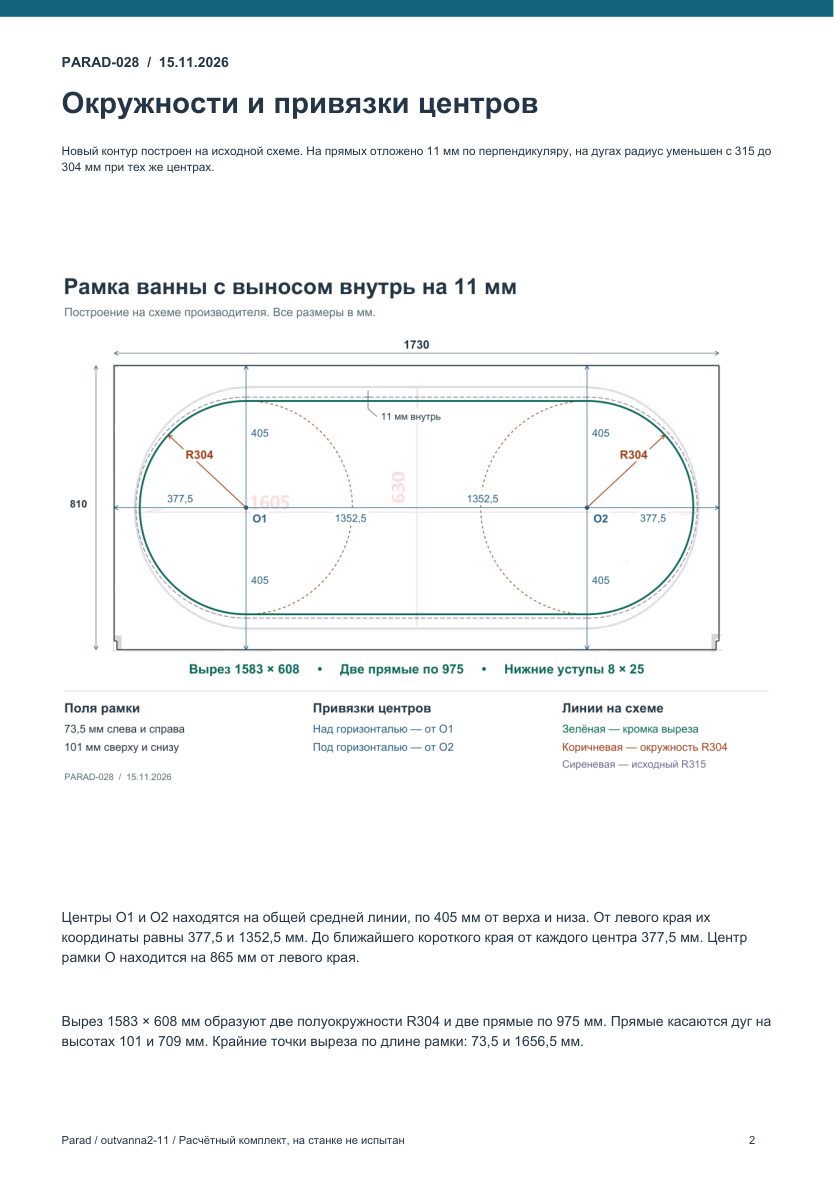 PARAD-028 / 15.11.2026
Окружности и привязки центров
Новый контур построен на исходной схеме. На прямых отложено 11 мм по перпендикуляру, на дугах радиус уменьшен с 315 до
304 мм при тех же центрах.
Рамка ванны с выносом внутрь на 11 мм
Построение на схеме производителя. Все размеры в мм.
1730
11 мм внутрь
405
405
R304
R304
630
377,5
1605
1352,5
810
O1
1352,5
O2
377,5
405
405
Вырез 1583 × 608 • Две прямые по 975 • Нижние уступы 8 × 25
Поля рамки
73,5 мм слева и справа
101 мм сверху и снизу
Привязки центров
Над горизонталью — от O1
Под горизонталью — от O2
Линии на схеме
Зелёная — кромка выреза
Коричневая — окружность R304
Сиреневая — исходный R315
PARAD-028 / 15.11.2026
Центры O1 и O2 находятся на общей средней линии, по 405 мм от верха и низа. От левого края их
координаты равны 377,5 и 1352,5 мм. До ближайшего короткого края от каждого центра 377,5 мм. Центр
рамки O находится на 865 мм от левого края.
Вырез 1583 × 608 мм образуют две полуокружности R304 и две прямые по 975 мм. Прямые касаются дуг на
высотах 101 и 709 мм. Крайние точки выреза по длине рамки: 73,5 и 1656,5 мм.
Parad / outvanna2-11 / Расчётный комплект, на станке не испытан
2